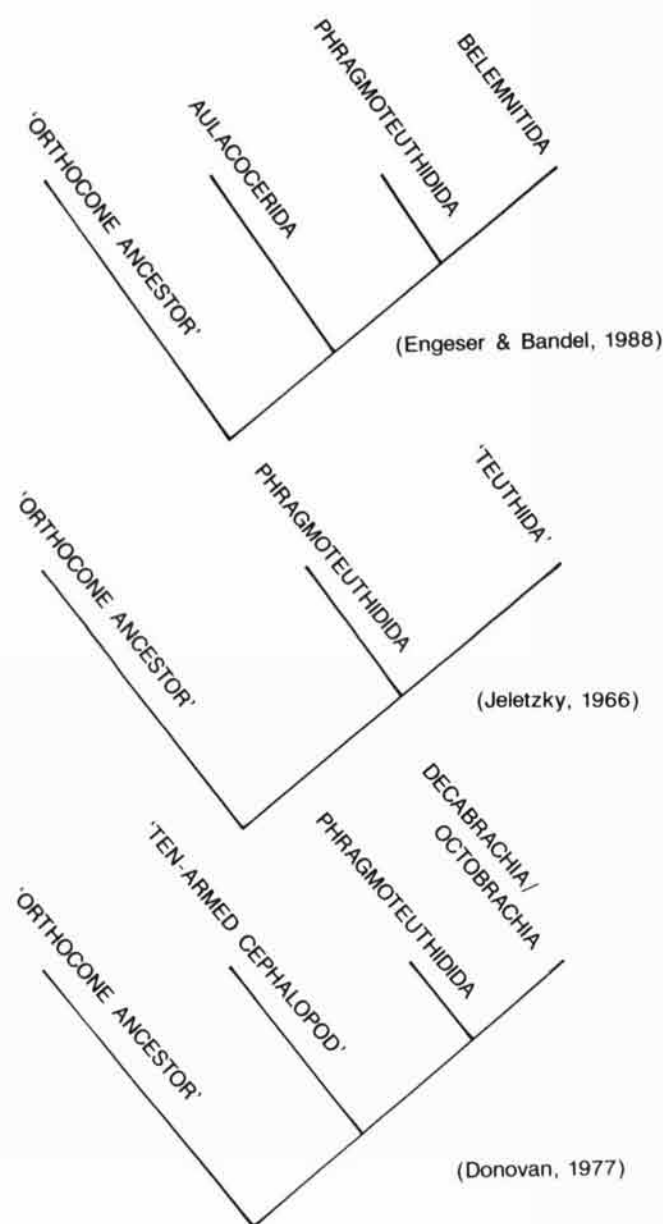 'ORTHOCONE ANCESTOR'
AULACOCERIDA
PHRAGMOTEUTHIDIDA
BELEMNITIDA
(Engeser & Bandel, 1988)
'ORTHOCONE ANCESTOR'
PHRAGMOTEUTHIDIDA
'TEUTHIDA'
(Jeletzky, 1966)
'ORTHOCONE ANCESTOR'
'TEN-ARMED CEPHALOPOD'
PHRAGMOTEUTHIDIDA
DECABRACHIA/
OCTOBRACHIA
(Donovan, 1977)